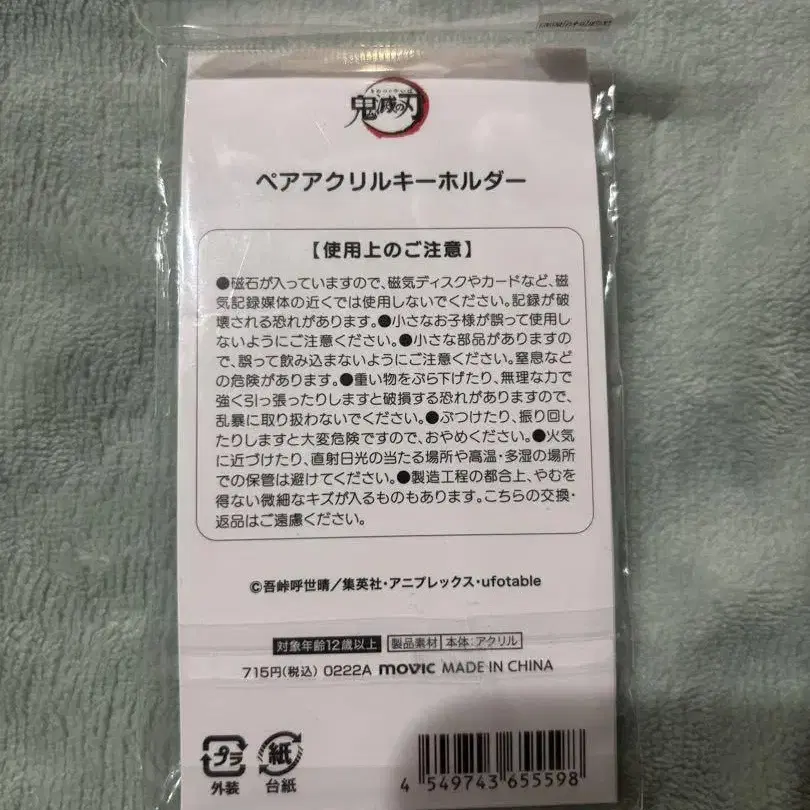 きめつのやいば
鬼滅の刃
ペアアクリルキーホルダー
【使用上のご注意】
●磁石が入っていますので、磁気ディスクやカードなど、磁
気記録媒体の近くでは使用しないでください。記録が破
壊される恐れがあります。●小さなお子様が誤って使用し
ないようにご注意ください。●小さな部品がありますの
で、誤って飲み込まないようにご注意ください。窒息など
の危険があります。●重い物をぶら下げたり、無理な力で
強く引っ張ったりしますと破損する恐れがありますので、
乱暴に取り扱わないでください。●ぶつけたり、振り回し
たりしますと大変危険ですので、おやめください。●火気
に近づけたり、直射日光の当たる場所や高温・多湿の場所
での保管は避けてください。●製造工程の都合上、やむを
得ない微細なキズが入るものもあります。こちらの交換・
返品はご遠慮ください。
©吾峠呼世晴／集英社・アニプレックス・ufotable
対象年齢12歳以上 製品素材 本体:アクリル
715円(税込) 0222A movic MADE IN CHINA
プラ 紙
外装 台紙
4 549743 655598